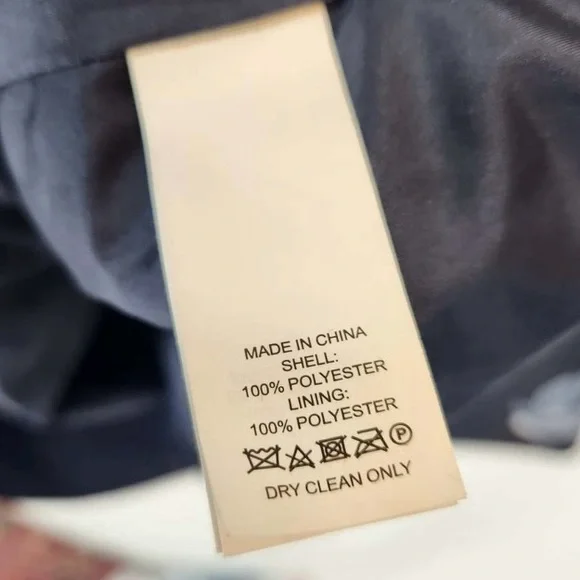 MADE IN CHINA
SHELL:
100% POLYESTER
LINING:
100% POLYESTER
P
DRY CLEAN ONLY